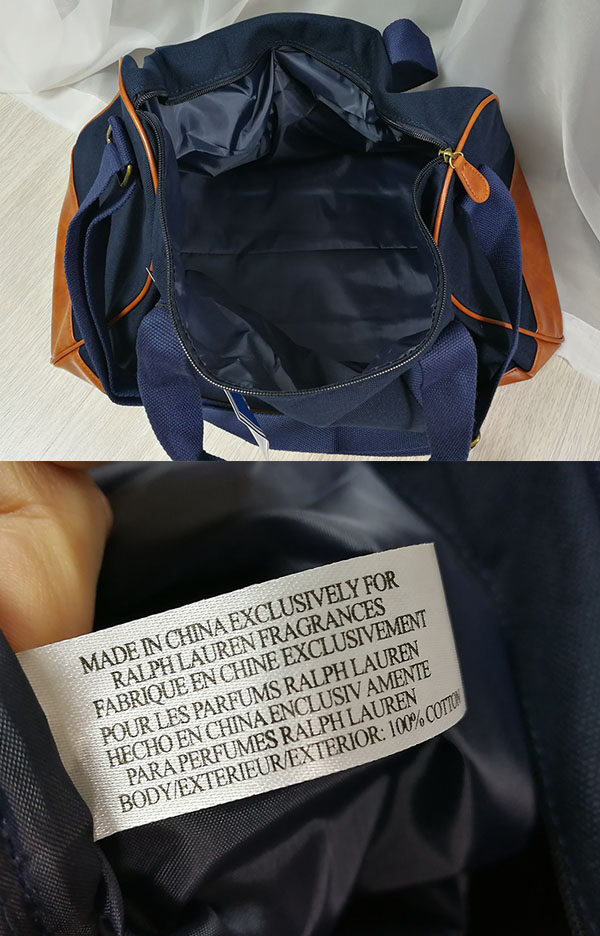 MADE IN CHINA EXCLUSIVELY FOR
RALPH LAUREN FRAGRANCES
FABRIQUE EN CHINE EXCLUSIVEMENT
POUR LES PARFUMS RALPH LAUREN
HECHO EN CHINA EXCLUSIV AMENTE
PARA PERFUMES RALPH LAUREN
BODY/EXTERIEUR/EXTERIOR: 100% COTTON